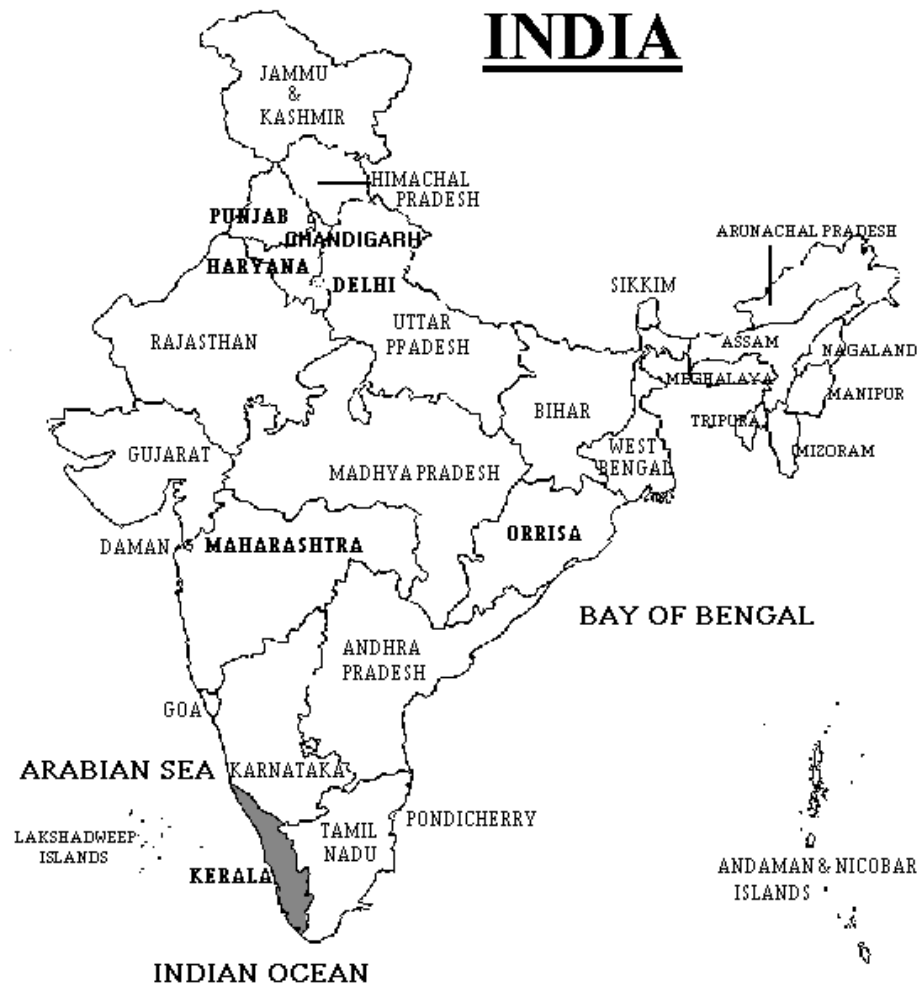 INDIA
JAMMU
&
KASHMIR
HIMACHAL
PRADESH
PUNJAB
CHANDIGARH
ARUNACHAL PRADESH
HARYANA
DELHI
SIKKIM
RAJASTHAN
UTTAR
PPADESH
ASSAM
NAGALAND
MEGHALAYA
MANIPUR
BIHAR
TRIPURA
GUJARAT
WEST
BENGAL
MIZORAM
MADHYA PRADESH
ORRISA
DAMAN
MAHARASHTRA
BAY OF BENGAL
ANDHRA
PRADESH
GOA
ARABIAN SEA
KARNATAKA
PONDICHERRY
LAKSHADWEEP
ISLANDS
TAMIL
NADU
KERALA
ANDAMAN & NICOBAR
ISLANDS
INDIAN OCEAN